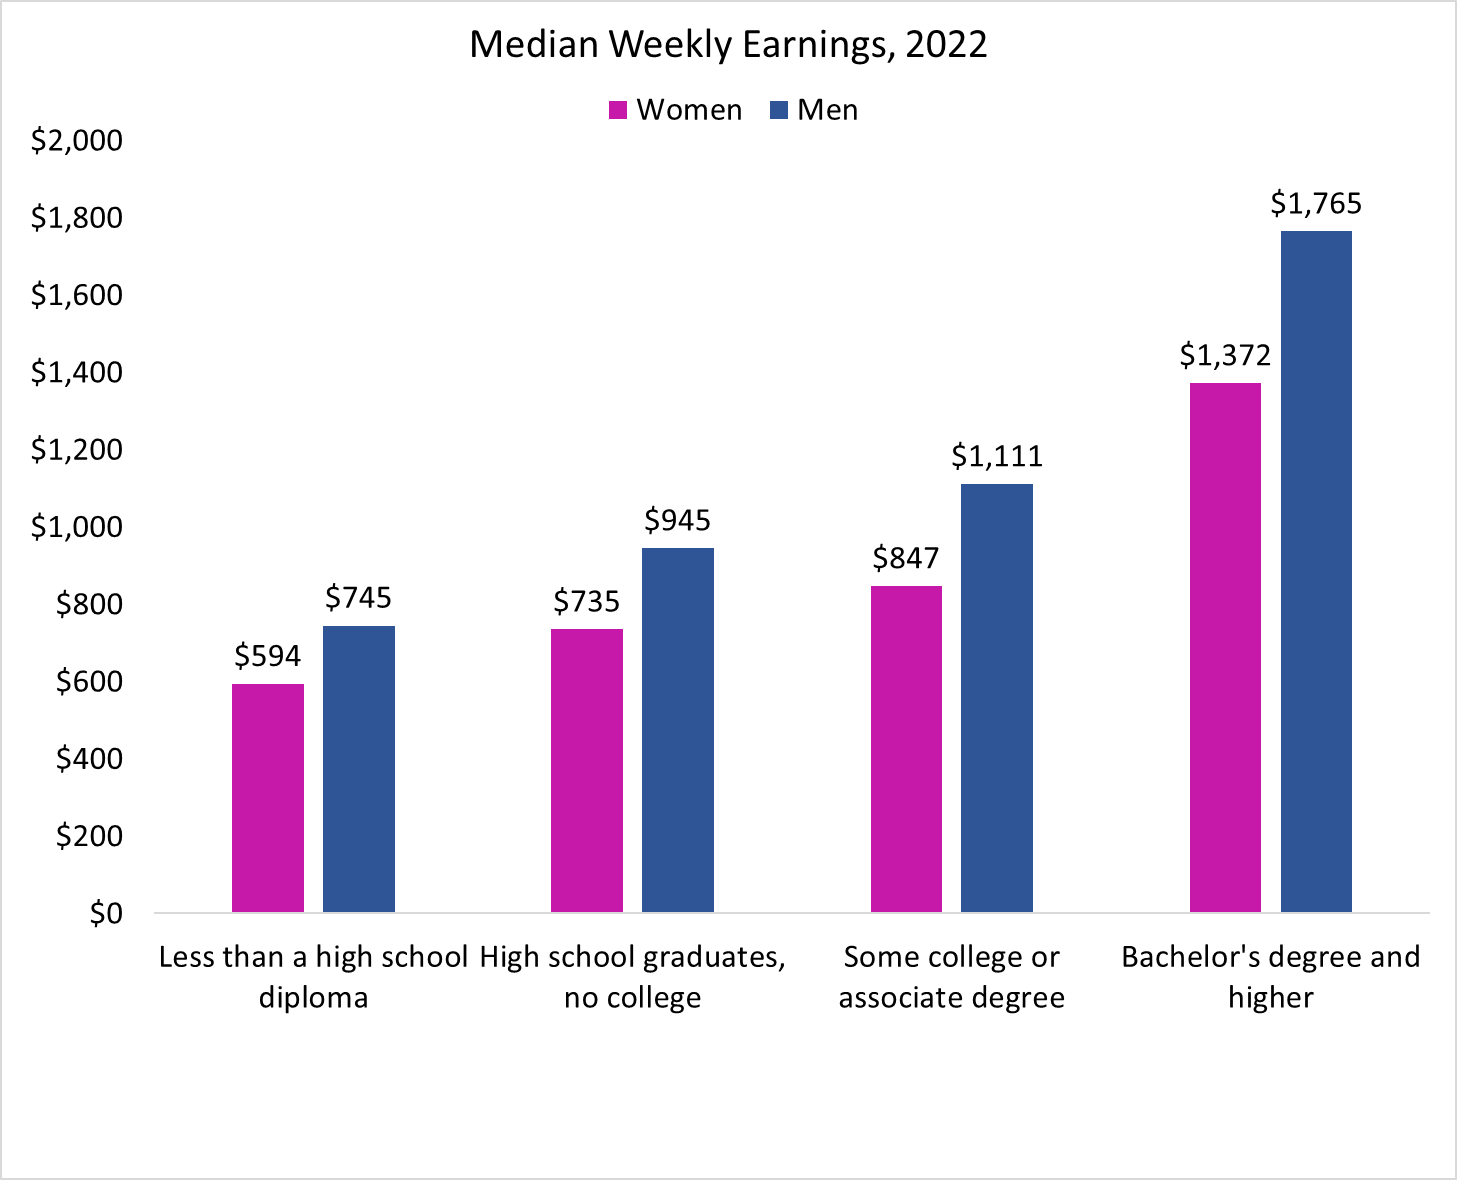 Median Weekly Earnings, 2022
Women Men
$2,000
$1,800
$1,600
$1,400
$1,200
$1,000
$800
$600
$400
$200
$0
$594
$745
$735
$945
$847
$1,111
$1,372
$1,765
Less than a high school
diploma
High school graduates,
no college
Some college or
associate degree
Bachelor's degree and
higher